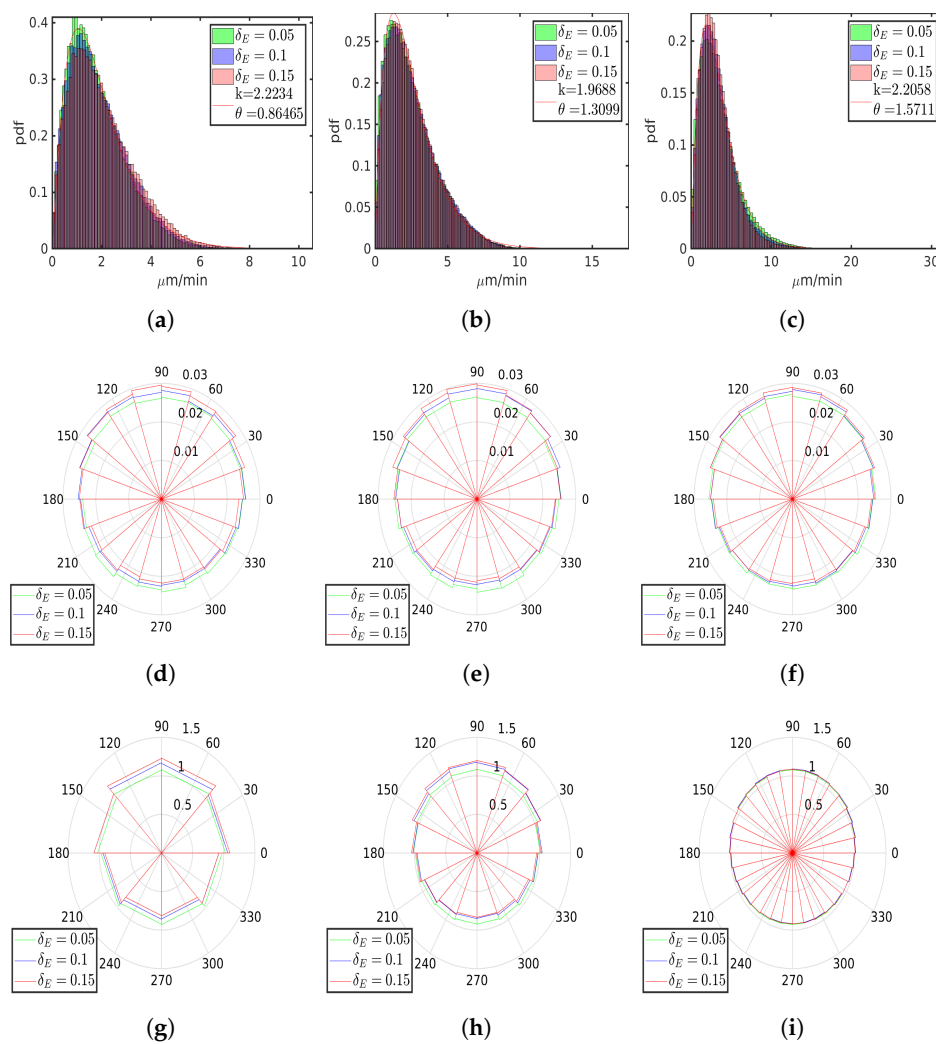 0.4
0.3
0.2
0.1
0
pdf
0 2 4 6 8 10
μm/min
δ_E = 0.05
δ_E = 0.1
δ_E = 0.15
k=2.2234
θ =0.86465
(a)
0.25
0.2
0.15
0.1
0.05
0
pdf
0 5 10 15
μm/min
δ_E = 0.05
δ_E = 0.1
δ_E = 0.15
k=1.9688
θ =1.3099
(b)
0.2
0.15
0.1
0.05
0
pdf
0 10 20 30
μm/min
δ_E = 0.05
δ_E = 0.1
δ_E = 0.15
k=2.2058
θ =1.5711
(c)
90 0.03
120 60
0.02
150 30
0.01
180 0
210 330
240 300
270
δ_E = 0.05
δ_E = 0.1
δ_E = 0.15
(d)
90 0.03
120 60
0.02
150 30
0.01
180 0
210 330
240 300
270
δ_E = 0.05
δ_E = 0.1
δ_E = 0.15
(e)
90 0.03
120 60
0.02
150 30
0.01
180 0
210 330
240 300
270
δ_E = 0.05
δ_E = 0.1
δ_E = 0.15
(f)
90 1.5
120 60
1
150 30
0.5
180 0
210 330
240 300
270
δ_E = 0.05
δ_E = 0.1
δ_E = 0.15
(g)
90 1.5
120 60
1
150 30
0.5
180 0
210 330
240 300
270
δ_E = 0.05
δ_E = 0.1
δ_E = 0.15
(h)
90 1.5
120 60
1
150 30
0.5
180 0
210 330
240 300
270
δ_E = 0.05
δ_E = 0.1
δ_E = 0.15
(i)